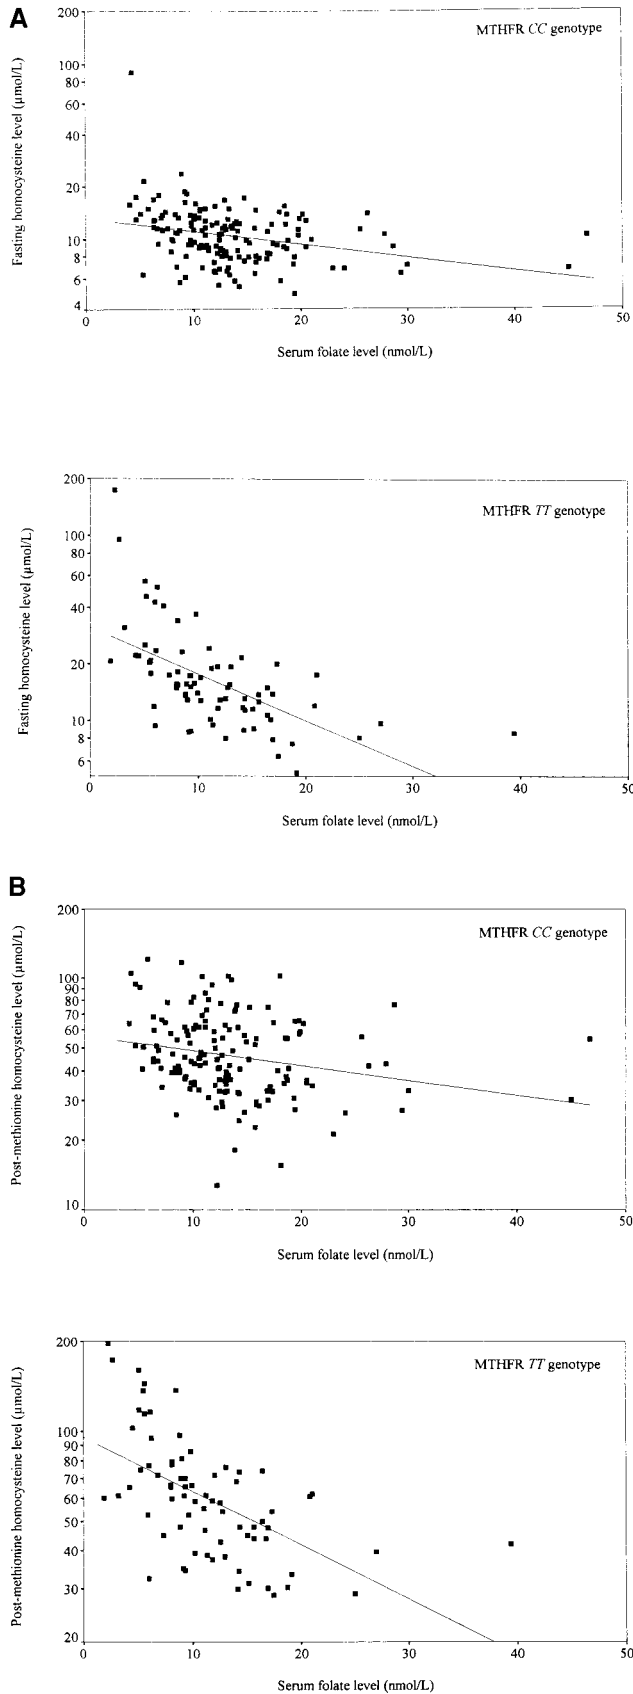 A
MTHFR CC genotype
Fasting homocysteine level (µmol/L)
200
100
80
60
40
20
10
8
6
4
0 10 20 30 40 50
Serum folate level (nmol/L)
MTHFR TT genotype
Fasting homocysteine level (µmol/L)
200
100
80
60
40
20
10
8
6
0 10 20 30 40 50
Serum folate level (nmol/L)
B
MTHFR CC genotype
Post-methionine homocysteine level (µmol/L)
200
100
90
80
70
60
50
40
30
20
10
0 10 20 30 40 50
Serum folate level (nmol/L)
MTHFR TT genotype
Post-methionine homocysteine level (µmol/L)
200
100
90
80
70
60
50
40
30
20
0 10 20 30 40 50
Serum folate level (nmol/L)